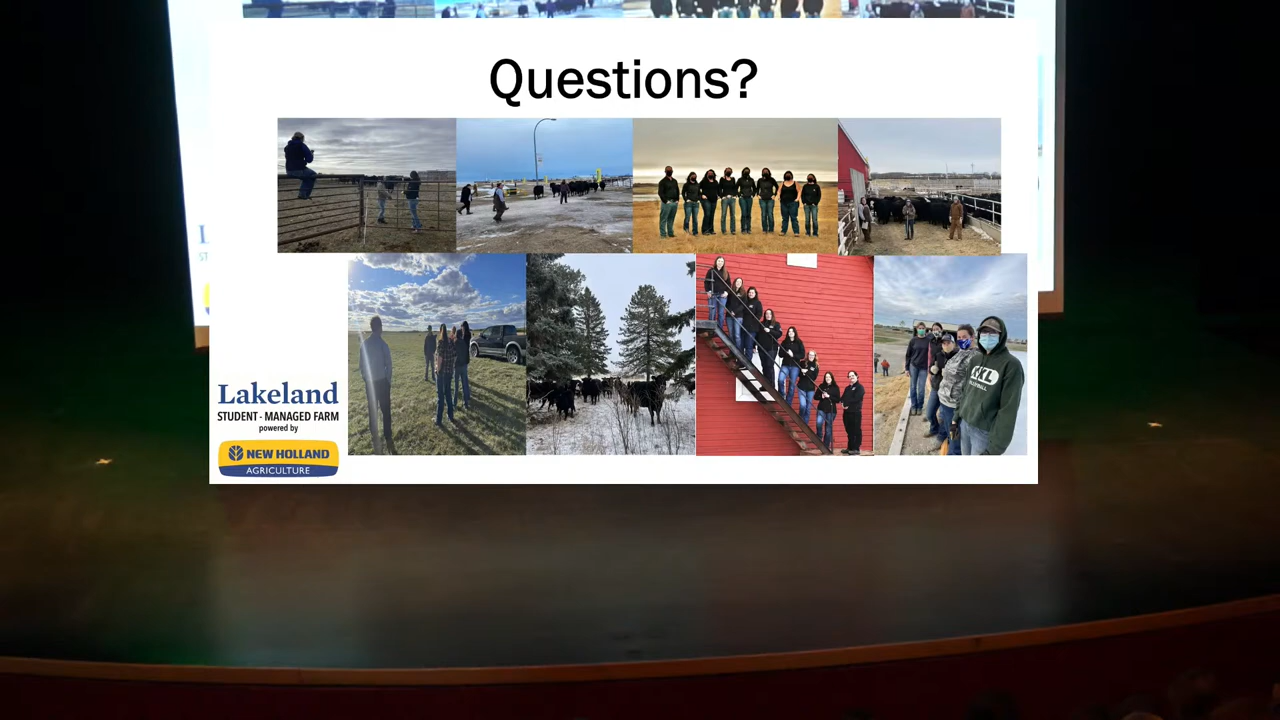 Questions?
Lakeland
STUDENT-MANAGED FARM
powered by
NEW HOLLAND
AGRICULTURE